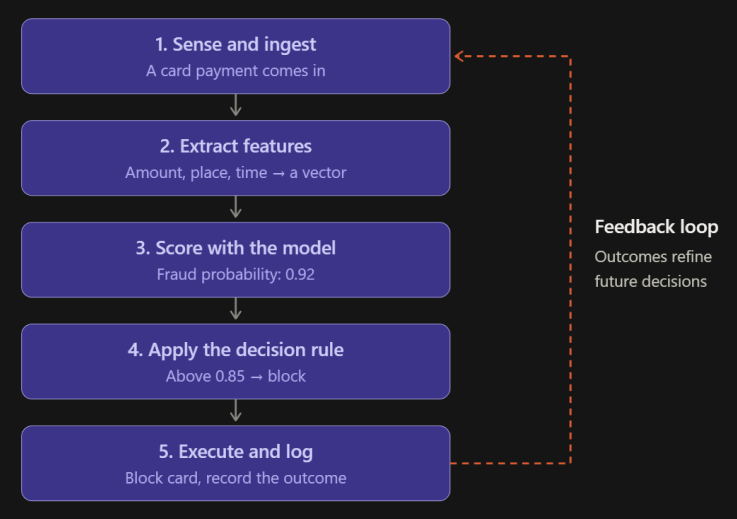 1. Sense and ingest
A card payment comes in
2. Extract features
Amount, place, time → a vector
3. Score with the model
Fraud probability: 0.92
4. Apply the decision rule
Above 0.85 → block
5. Execute and log
Block card, record the outcome
Feedback loop
Outcomes refine
future decisions